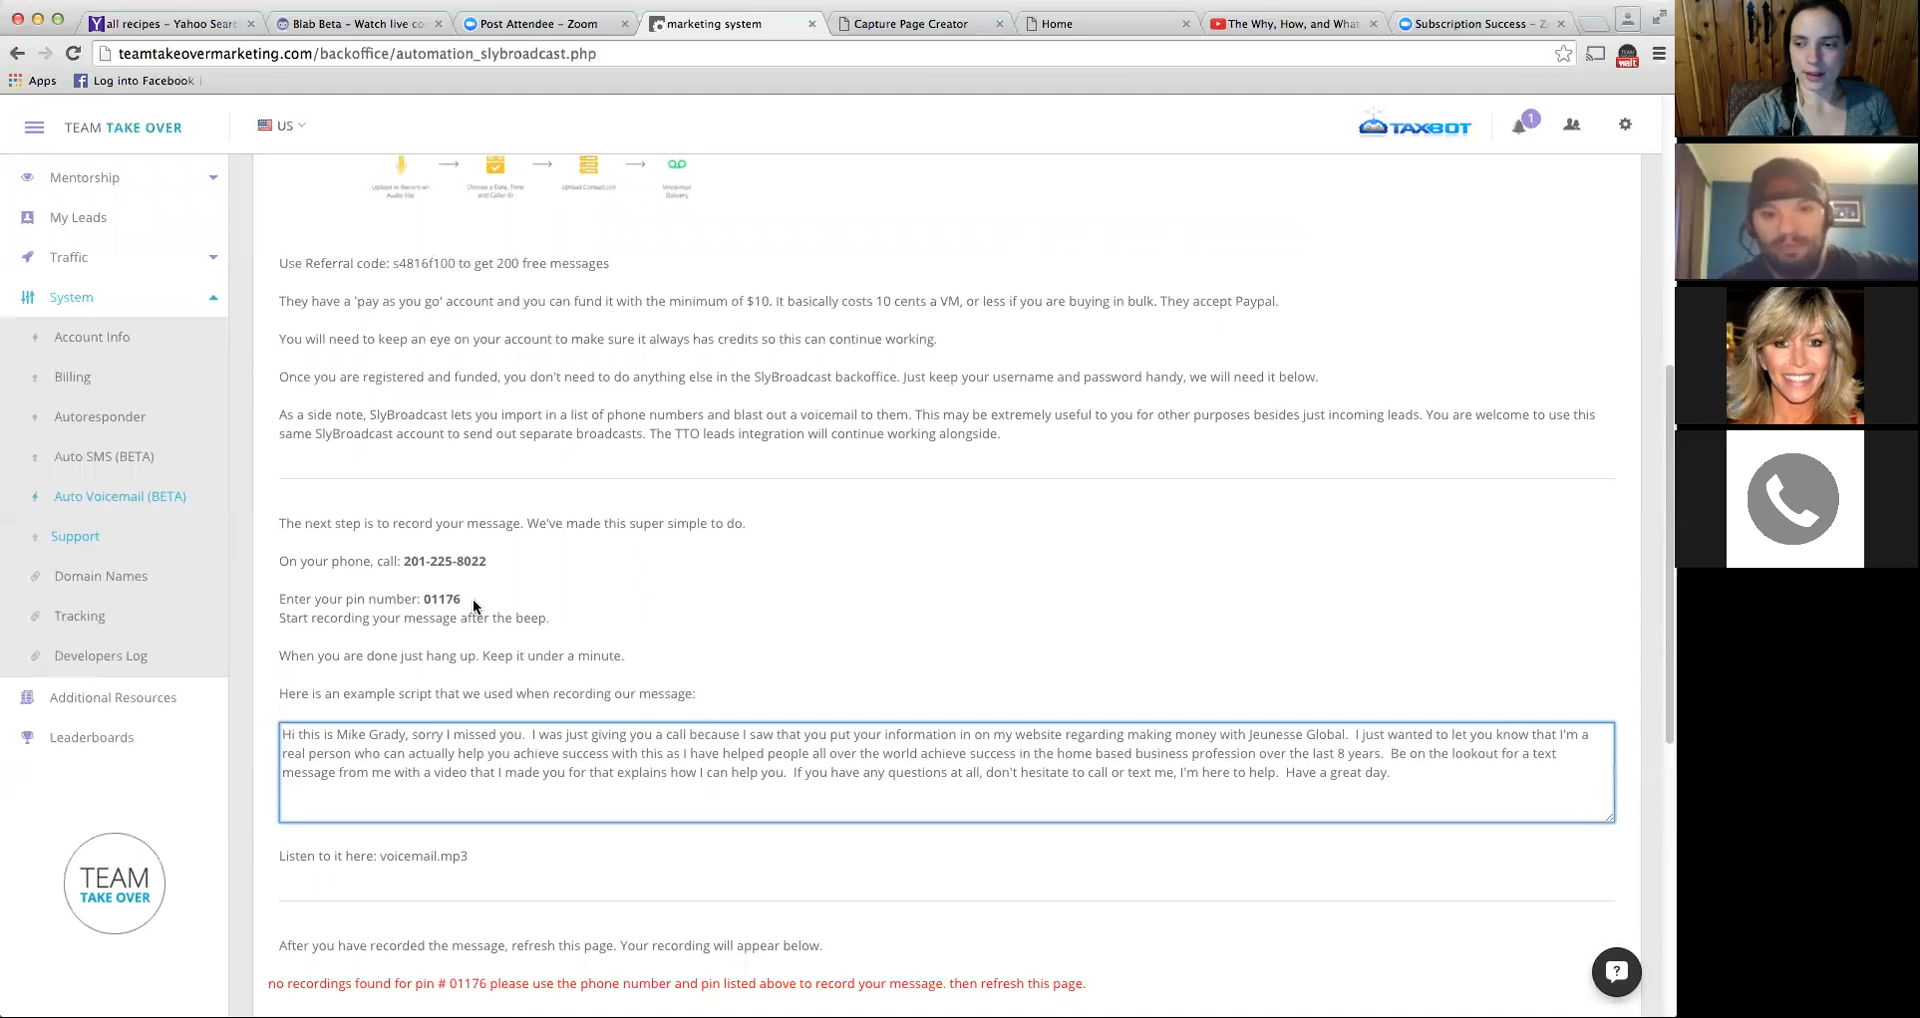 all recipes – Yahoo Searc
Blab Beta – Watch live co
Post Attendee – Zoom
marketing system
Capture Page Creator
Home
The Why, How, and What
Subscription Success – Z
teamtakeovermarketing.com/backoffice/automation_slybroadcast.php
walt
Apps
Log into Facebook
TEAM TAKE OVER
US
TAXBOT
1
Mentorship
My Leads
Traffic
System
Account Info
Billing
Autoresponder
Auto SMS (BETA)
Auto Voicemail (BETA)
Support
Domain Names
Tracking
Developers Log
Additional Resources
Leaderboards
TEAM
TAKE OVER
Upload or Record an
Audio file
Choose a Date, Time
and Caller ID
Upload Contact List
Voicemail
Delivery
Use Referral code: s4816f100 to get 200 free messages
They have a 'pay as you go' account and you can fund it with the minimum of $10. It basically costs 10 cents a VM, or less if you are buying in bulk. They accept Paypal.
You will need to keep an eye on your account to make sure it always has credits so this can continue working.
Once you are registered and funded, you don't need to do anything else in the SlyBroadcast backoffice. Just keep your username and password handy, we will need it below.
As a side note, SlyBroadcast lets you import in a list of phone numbers and blast out a voicemail to them. This may be extremely useful to you for other purposes besides just incoming leads. You are welcome to use this
same SlyBroadcast account to send out separate broadcasts. The TTO leads integration will continue working alongside.
The next step is to record your message. We've made this super simple to do.
On your phone, call: 201-225-8022
Enter your pin number: 01176
Start recording your message after the beep.
When you are done just hang up. Keep it under a minute.
Here is an example script that we used when recording our message:
Hi this is Mike Grady, sorry I missed you. I was just giving you a call because I saw that you put your information in on my website regarding making money with Jeunesse Global. I just wanted to let you know that I'm a
real person who can actually help you achieve success with this as I have helped people all over the world achieve success in the home based business profession over the last 8 years. Be on the lookout for a text
message from me with a video that I made you for that explains how I can help you. If you have any questions at all, don't hesitate to call or text me, I'm here to help. Have a great day.
Listen to it here: voicemail.mp3
After you have recorded the message, refresh this page. Your recording will appear below.
no recordings found for pin # 01176 please use the phone number and pin listed above to record your message. then refresh this page.